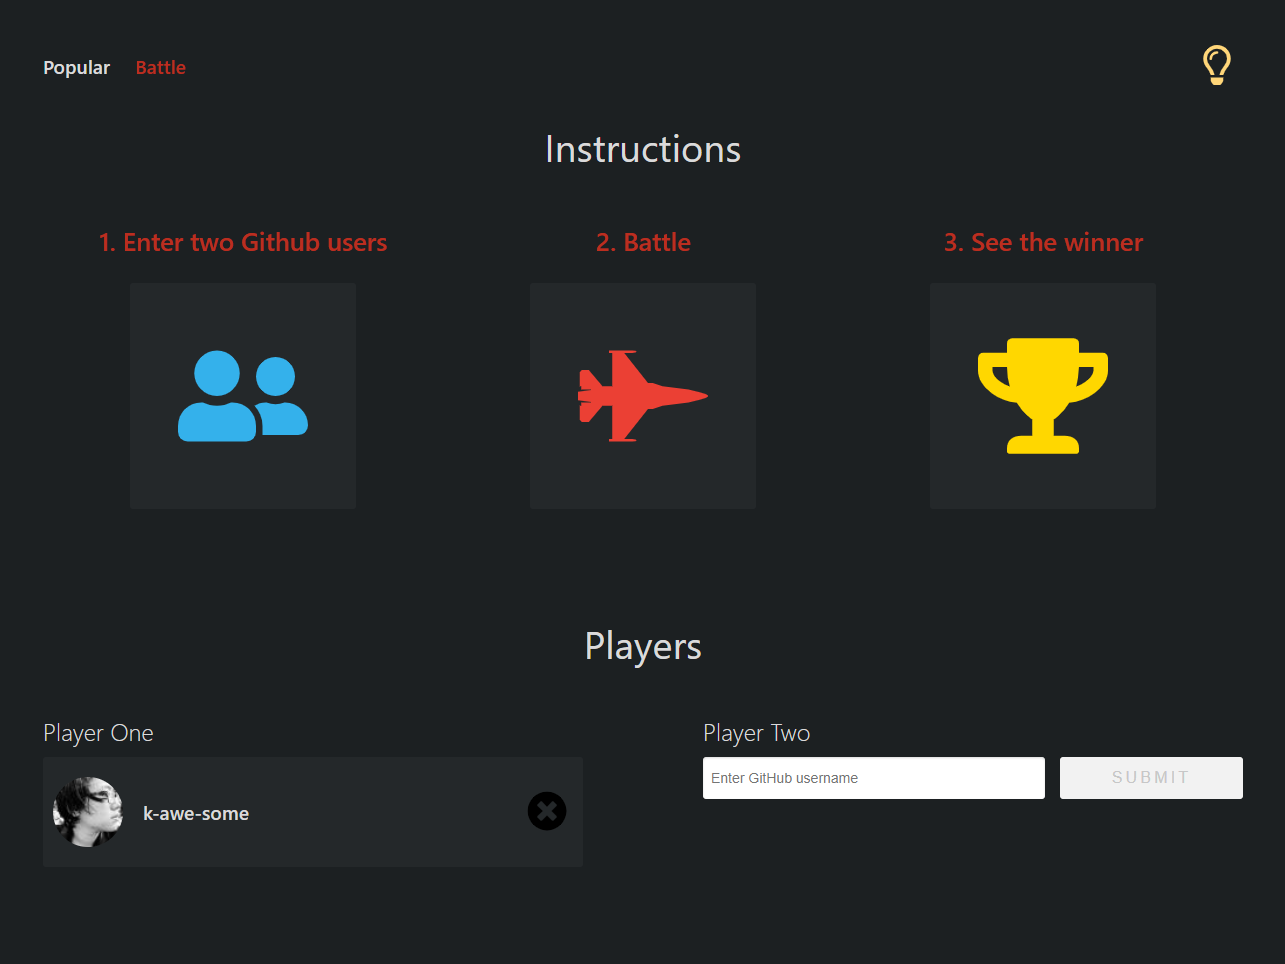 Popular Battle
Instructions
1. Enter two Github users
2. Battle
3. See the winner
Players
Player One
k-awe-some
Player Two
Enter GitHub username
SUBMIT